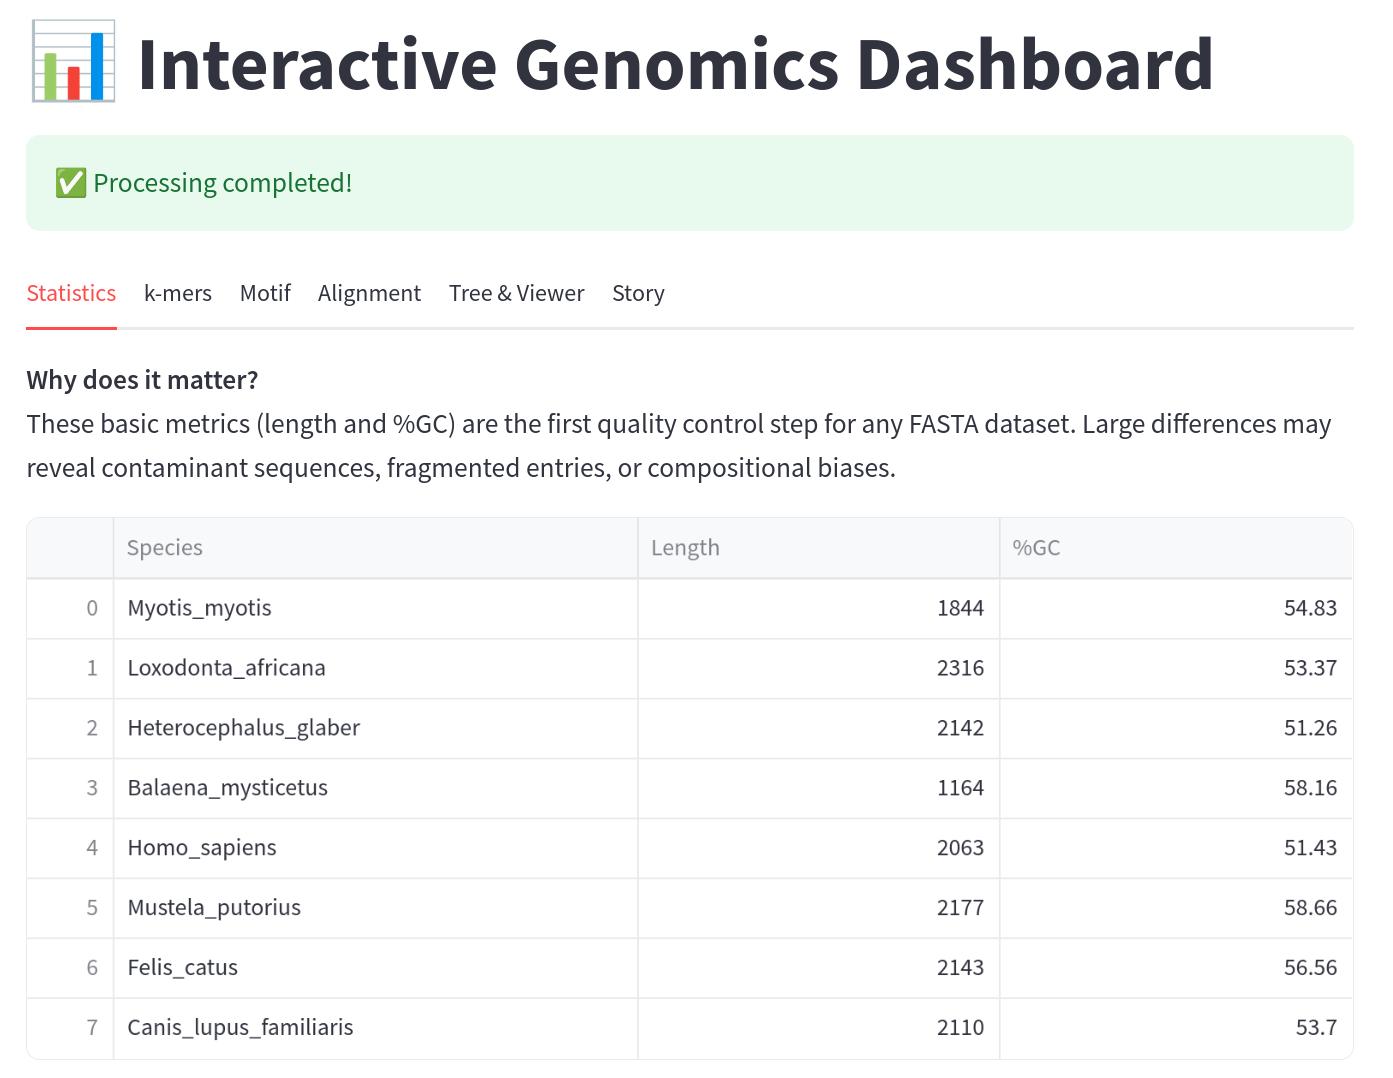 Interactive Genomics Dashboard
✅ Processing completed!
Statistics k-mers Motif Alignment Tree & Viewer Story
Why does it matter?
These basic metrics (length and %GC) are the first quality control step for any FASTA dataset. Large differences may
reveal contaminant sequences, fragmented entries, or compositional biases.
Species Length %GC
0 Myotis_myotis 1844 54.83
1 Loxodonta_africana 2316 53.37
2 Heterocephalus_glaber 2142 51.26
3 Balaena_mysticetus 1164 58.16
4 Homo_sapiens 2063 51.43
5 Mustela_putorius 2177 58.66
6 Felis_catus 2143 56.56
7 Canis_lupus_familiaris 2110 53.7